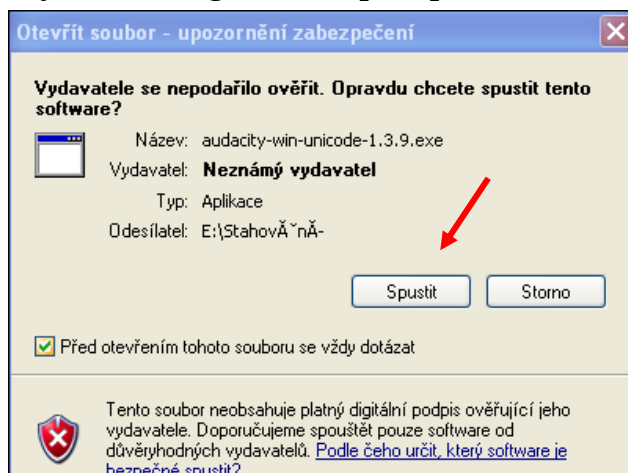 Otevřít soubor - upozornění zabezpečení
Vydavatele se nepodařilo ověřit. Opravdu chcete spustit tento
software?
Název: audacity-win-unicode-1.3.9.exe
Vydavatel: Neznámý vydavatel
Typ: Aplikace
Odesílatel: E:\StahovĂˇnĂ-
Spustit Storno
Před otevřením tohoto souboru se vždy dotázat
Tento soubor neobsahuje platný digitální podpis ověřující jeho
vydavatele. Doporučujeme spouštět pouze software od
důvěryhodných vydavatelů. Podle čeho určit, který software je
bezpečné spustit?